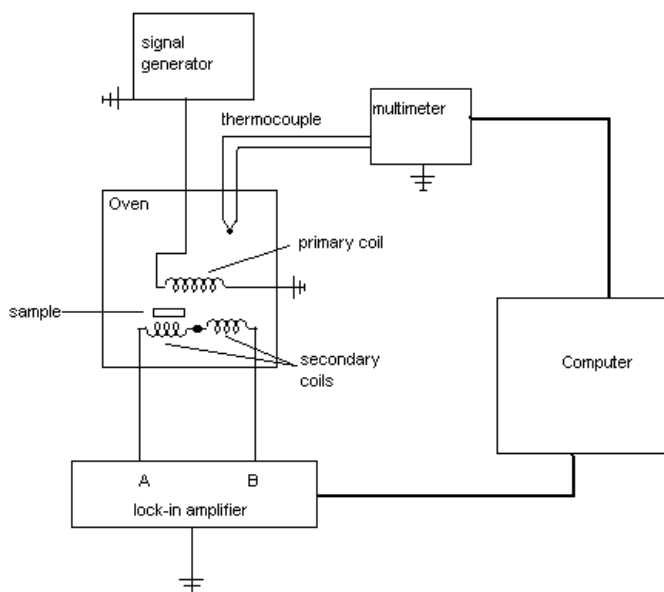 signal
generator
thermocouple
multimeter
Oven
primary coil
sample
secondary
coils
Computer
A
B
lock-in amplifier